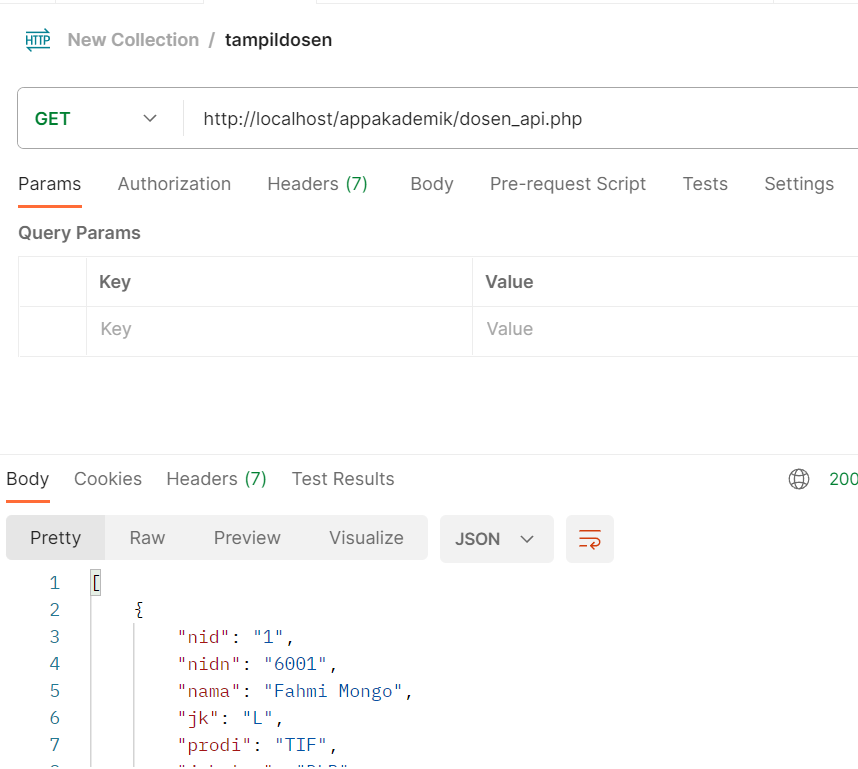 HTTP New Collection / tampildosen
GET http://localhost/appakademik/dosen_api.php
Params Authorization Headers (7) Body Pre-request Script Tests Settings
Query Params
Key Value
Key Value
Body Cookies Headers (7) Test Results 200
Pretty Raw Preview Visualize JSON
1 [
2 {
3 "nid": "1",
4 "nidn": "6001",
5 "nama": "Fahmi Mongo",
6 "jk": "L",
7 "prodi": "TIF",